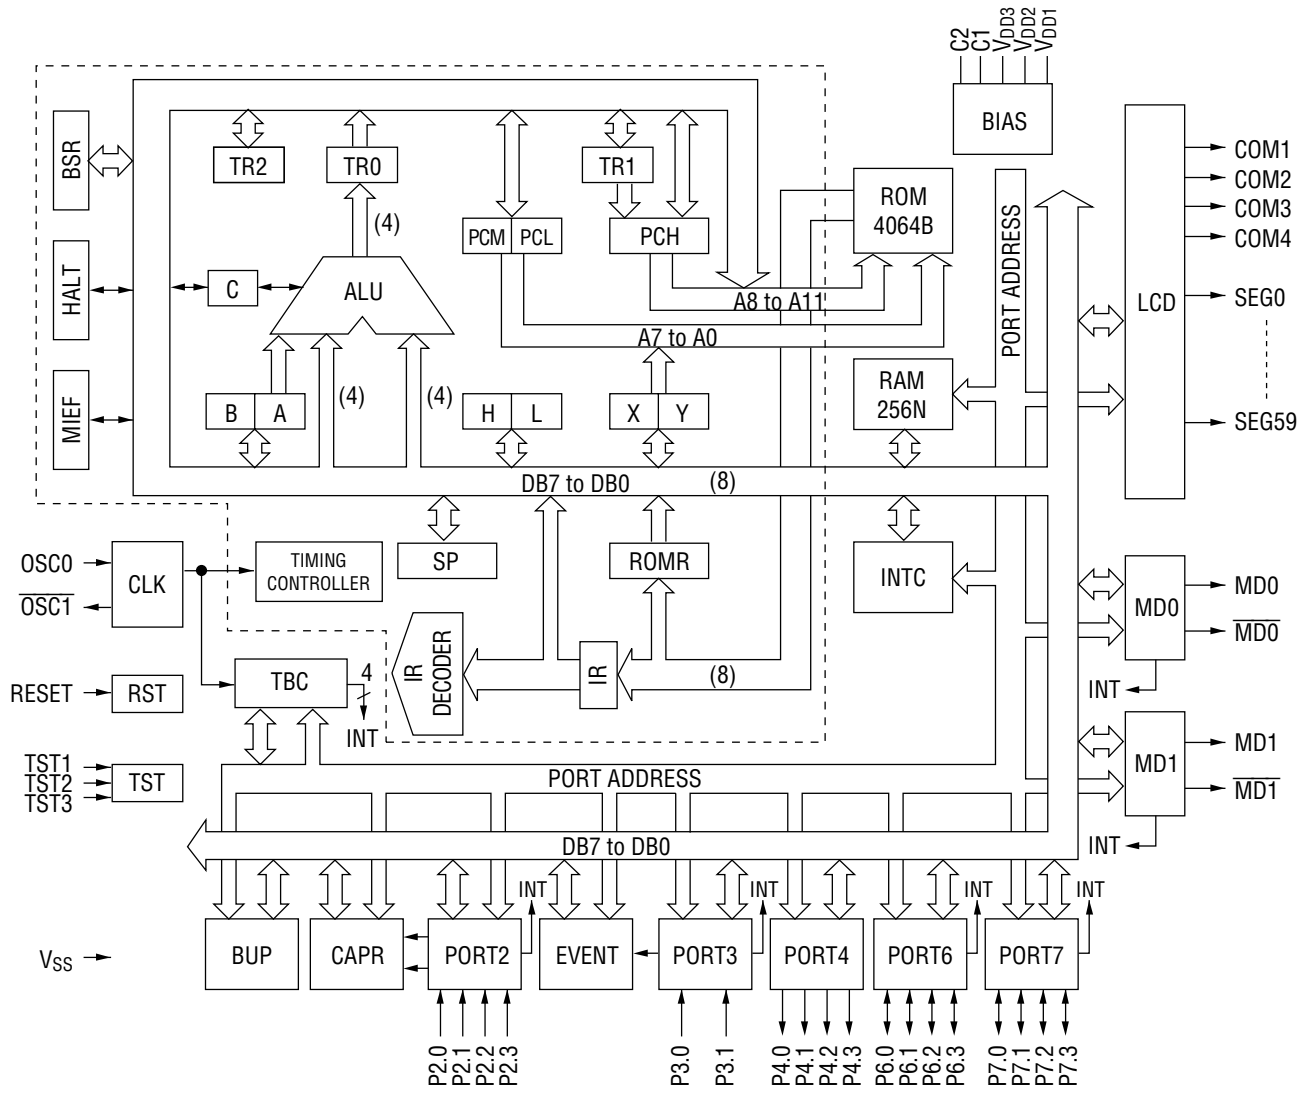 C2
C1
VDD3
VDD2
VDD1
BIAS
BSR
HALT
MIEF
TR2
TR0
TR1
(4)
PCM
PCL
PCH
ROM
4064B
C
ALU
A8 to A11
A7 to A0
PORT ADDRESS
LCD
COM1
COM2
COM3
COM4
SEG0
SEG59
B
A
(4)
(4)
H
L
X
Y
RAM
256N
DB7 to DB0
(8)
OSC0
OSC1
CLK
TIMING
CONTROLLER
SP
ROMR
INTC
MD0
MD0
MD0
INT
RESET
RST
TBC
4
INT
IR
DECODER
IR
(8)
MD1
MD1
MD1
INT
TST1
TST2
TST3
TST
PORT ADDRESS
DB7 to DB0
INT
INT
INT
INT
VSS
BUP
CAPR
PORT2
EVENT
PORT3
PORT4
PORT6
PORT7
P2.0
P2.1
P2.2
P2.3
P3.0
P3.1
P4.0
P4.1
P4.2
P4.3
P6.0
P6.1
P6.2
P6.3
P7.0
P7.1
P7.2
P7.3